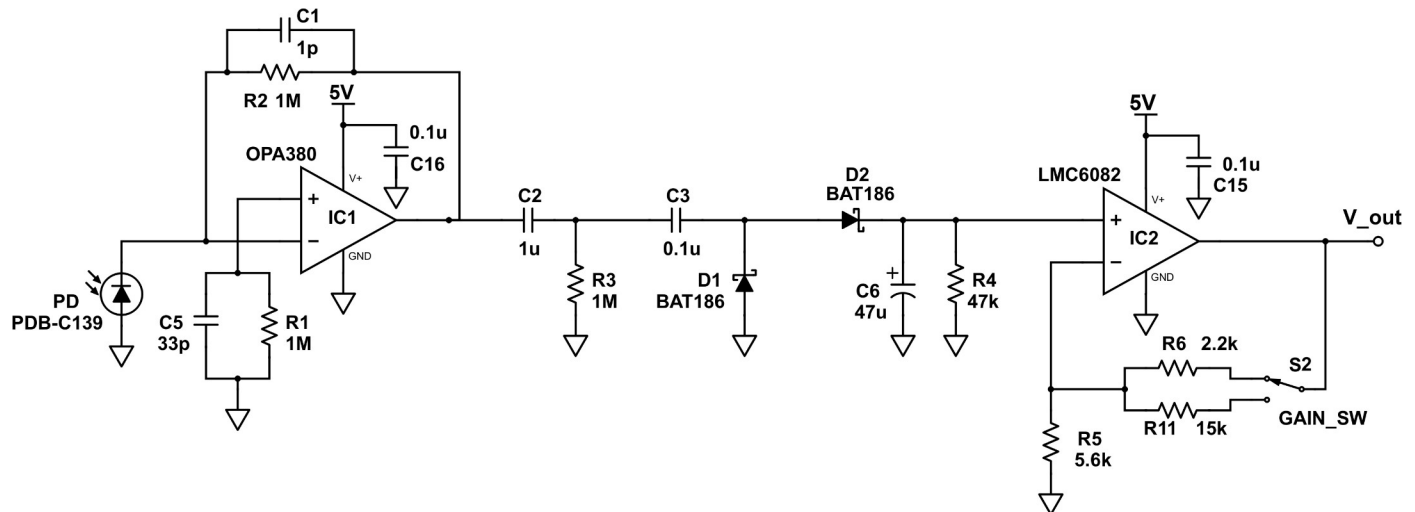 C1
1p
R2 1M
5V
0.1u
C16
OPA380
V+
+
IC1
−
GND
PD
PDB-C139
C5
33p
R1
1M
C2
1u
R3
1M
C3
0.1u
D1
BAT186
D2
BAT186
+
C6
47u
R4
47k
5V
0.1u
C15
LMC6082
V+
+
IC2
−
GND
V_out
R6 2.2k
S2
R11 15k
GAIN_SW
R5
5.6k